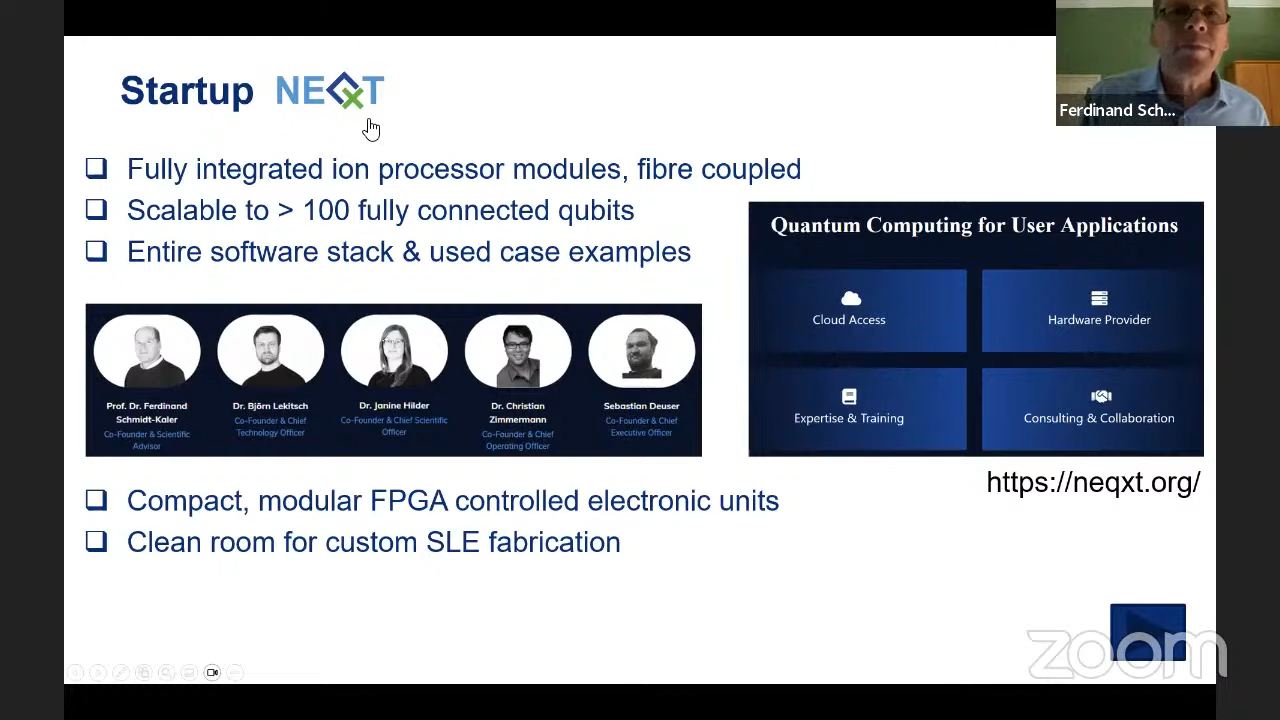 Startup NEQXT
Ferdinand Sch...
Fully integrated ion processor modules, fibre coupled
Scalable to > 100 fully connected qubits
Entire software stack & used case examples
Quantum Computing for User Applications
Cloud Access
Hardware Provider
Expertise & Training
Consulting & Collaboration
Prof. Dr. Ferdinand
Schmidt-Kaler
Co-Founder & Scientific
Advisor
Dr. Björn Lekitsch
Co-Founder & Chief
Technology Officer
Dr. Janine Hilder
Co-Founder & Chief Scientific
Officer
Dr. Christian
Zimmermann
Co-Founder & Chief
Operating Officer
Sebastian Deuser
Co-Founder & Chief
Executive Officer
https://neqxt.org/
Compact, modular FPGA controlled electronic units
Clean room for custom SLE fabrication
zoom